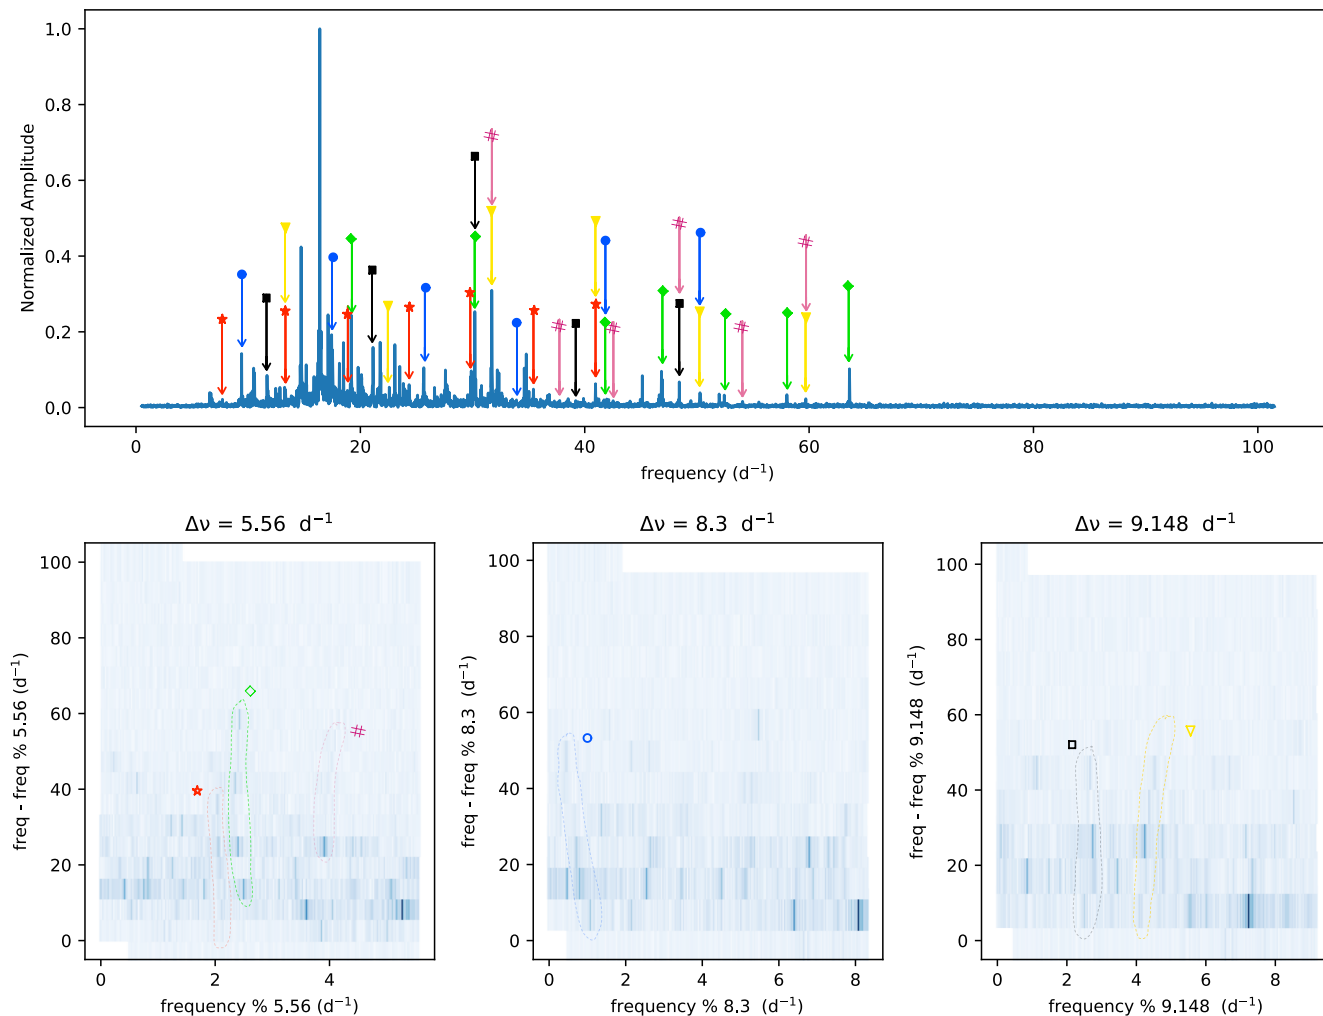 1.0
0.8
0.6
0.4
0.2
0.0
Normalized Amplitude
0 20 40 60 80 100
frequency (d⁻¹)
Δν = 5.56 d⁻¹
100
80
60
40
20
0
freq - freq % 5.56 (d⁻¹)
0 2 4
frequency % 5.56 (d⁻¹)
Δν = 8.3 d⁻¹
100
80
60
40
20
0
freq - freq % 8.3 (d⁻¹)
0 2 4 6 8
frequency % 8.3 (d⁻¹)
Δν = 9.148 d⁻¹
100
80
60
40
20
0
freq - freq % 9.148 (d⁻¹)
0 2 4 6 8
frequency % 9.148 (d⁻¹)